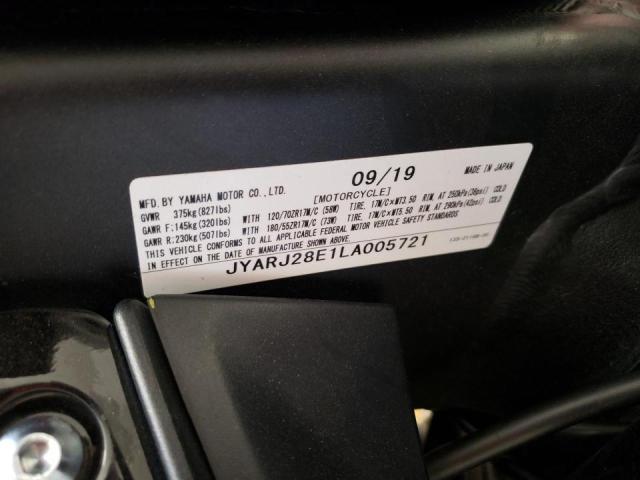 09/19 MADE IN JAPAN
MFD. BY YAMAHA MOTOR CO., LTD. [MOTORCYCLE]
GVWR 375kg(827lbs)
GAWR F:145kg(320lbs) WITH 120/70ZR17M/C (58W) TIRE, 17M/C×MT3.50 RIM, AT 250kPa(36psi) COLD
GAWR R:230kg(507lbs) WITH 180/55ZR17M/C (73W) TIRE, 17M/C×MT5.50 RIM, AT 290kPa(42psi) COLD
THIS VEHICLE CONFORMS TO ALL APPLICABLE FEDERAL MOTOR VEHICLE SAFETY STANDARDS
IN EFFECT ON THE DATE OF MANUFACTURE SHOWN ABOVE.
JYARJ28E1LA005721